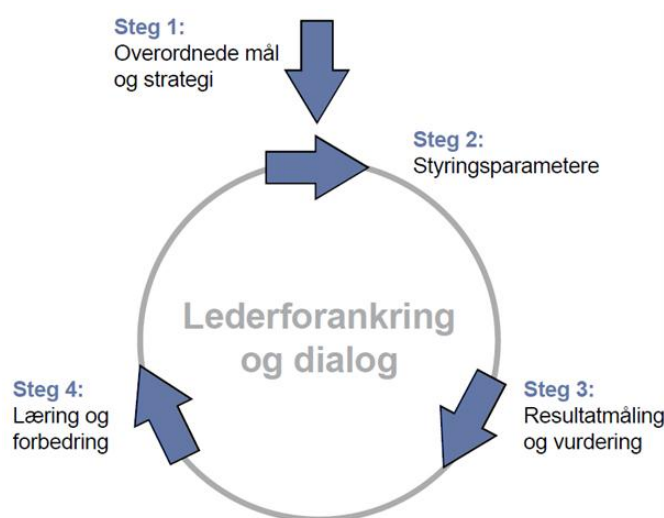 Steg 1:
Overordnede mål
og strategi
Steg 2:
Styringsparametere
Lederforankring
og dialog
Steg 4:
Læring og
forbedring
Steg 3:
Resultatmåling
og vurdering